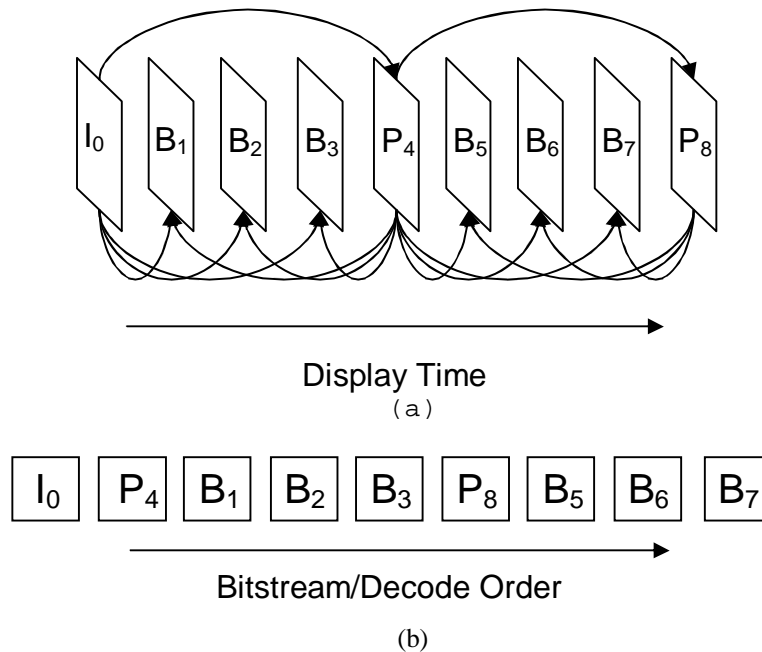 I₀ B₁ B₂ B₃ P₄ B₅ B₆ B₇ P₈
Display Time
(a)
I₀ P₄ B₁ B₂ B₃ P₈ B₅ B₆ B₇
Bitstream/Decode Order
(b)